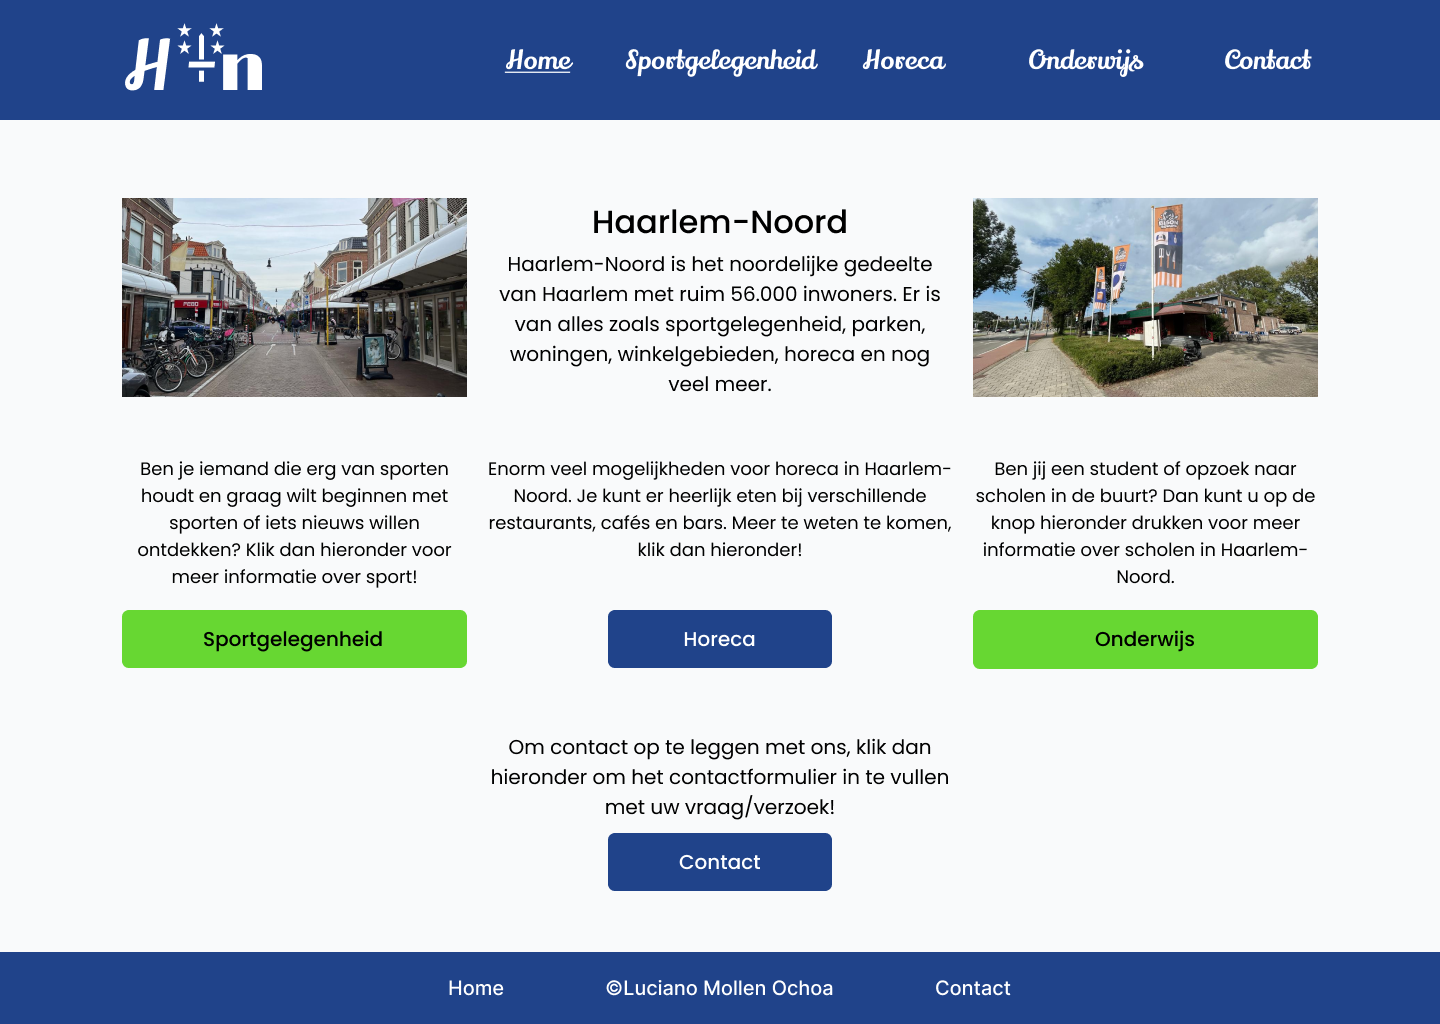 Hn
Home Sportgelegenheid Horeca Onderwijs Contact
Haarlem-Noord
Haarlem-Noord is het noordelijke gedeelte
van Haarlem met ruim 56.000 inwoners. Er is
van alles zoals sportgelegenheid, parken,
woningen, winkelgebieden, horeca en nog
veel meer.
Ben je iemand die erg van sporten
houdt en graag wilt beginnen met
sporten of iets nieuws willen
ontdekken? Klik dan hieronder voor
meer informatie over sport!
Sportgelegenheid
Enorm veel mogelijkheden voor horeca in Haarlem-
Noord. Je kunt er heerlijk eten bij verschillende
restaurants, cafés en bars. Meer te weten te komen,
klik dan hieronder!
Horeca
Ben jij een student of opzoek naar
scholen in de buurt? Dan kunt u op de
knop hieronder drukken voor meer
informatie over scholen in Haarlem-
Noord.
Onderwijs
Om contact op te leggen met ons, klik dan
hieronder om het contactformulier in te vullen
met uw vraag/verzoek!
Contact
Home ©Luciano Mollen Ochoa Contact